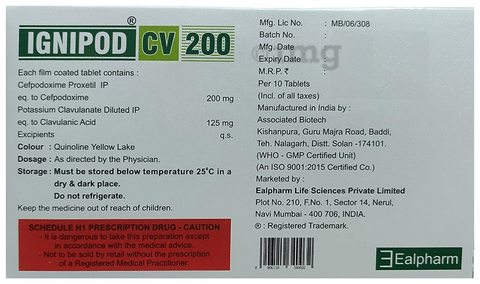 IGNIPOD® CV 200
Each film coated tablet contains :
Cefpodoxime Proxetil IP
eq. to Cefpodoxime 200 mg
Potassium Clavulanate Diluted IP
eq. to Clavulanic Acid 125 mg
Excipients q.s.
Colour : Quinoline Yellow Lake
Dosage : As directed by the Physician.
Storage : Must be stored below temperature 25°C in a
dry & dark place.
Do not refrigerate.
Keep the medicine out of reach of children.
SCHEDULE H1 PRESCRIPTION DRUG - CAUTION
- It is dangerous to take this preparation except
in accordance with the medical advice.
- Not to be sold by retail without the prescription
of a Registered Medical Practitioner.
Mfg. Lic No. : MB/06/308
Batch No. :
Mfg. Date :
Expiry Date :
M.R.P. ₹ :
Per 10 Tablets
(Incl. of all taxes)
Manufactured in India by :
Associated Biotech
Kishanpura, Guru Majra Road, Baddi,
Teh. Nalagarh, Distt. Solan -174101.
(WHO - GMP Certified Unit)
(An ISO 9001:2015 Certified Co.)
Marketed by :
Ealpharm Life Sciences Private Limited
Plot No. 210, F.No. 1, Sector 14, Nerul,
Navi Mumbai - 400 706, INDIA.
® : Registered Trademark.
Ealpharm